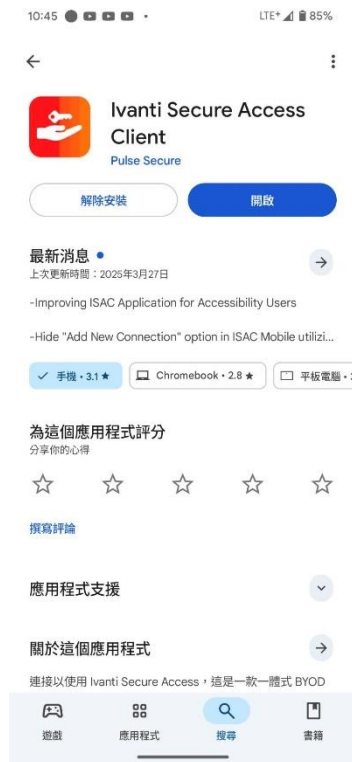 10:45
LTE+ 85%
Ivanti Secure Access
Client
Pulse Secure
解除安裝
開啟
最新消息
上次更新時間：2025年3月27日
-Improving ISAC Application for Accessibility Users
-Hide "Add New Connection" option in ISAC Mobile utilizi...
手機 • 3.1 ★
Chromebook • 2.8 ★
平板電腦 •
為這個應用程式評分
分享你的心得
撰寫評論
應用程式支援
關於這個應用程式
連接以使用 Ivanti Secure Access，這是一款一體式 BYOD
遊戲
應用程式
搜尋
書籍